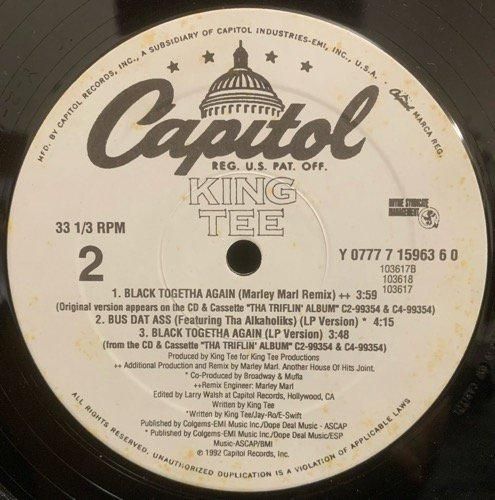 MFD. BY CAPITOL RECORDS, INC., A SUBSIDIARY OF CAPITOL INDUSTRIES-EMI, INC., U.S.A.
Capitol
MARCA REG.
Capitol
REG. U.S. PAT. OFF.
KING
TEE
RHYME SYNDICATE
MANAGEMENT
33 1/3 RPM
2
Y 0777 7 15963 6 0
103617B
103618
103617
1. BLACK TOGETHA AGAIN (Marley Marl Remix) ++ 3:59
(Original version appears on the CD & Cassette "THA TRIFLIN' ALBUM" C2-99354 & C4-99354)
2. BUS DAT ASS (Featuring Tha Alkaholiks) (LP Version) * 4:15
3. BLACK TOGETHA AGAIN (LP Version) 3:48
(from the CD & Cassette "THA TRIFLIN' ALBUM" C2-99354 & C4-99354)
Produced by King Tee for King Tee Productions
++ Additional Production and Remix by Marley Marl. Another House Of Hits Joint.
* Co-Produced by Broadway & Mufla
++Remix Engineer: Marley Marl
Edited by Larry Walsh at Capitol Records, Hollywood, CA
Written by King Tee
*Written by King Tee/Jay-Ro/E-Swift
Published by Colgems-EMI Music Inc./Dope Deal Music - ASCAP
* Published by Colgems-EMI Music Inc./Dope Deal Music/ESP
Music-ASCAP/BMI
℗ 1992 Capitol Records, Inc.
ALL RIGHTS RESERVED. UNAUTHORIZED DUPLICATION IS A VIOLATION OF APPLICABLE LAWS